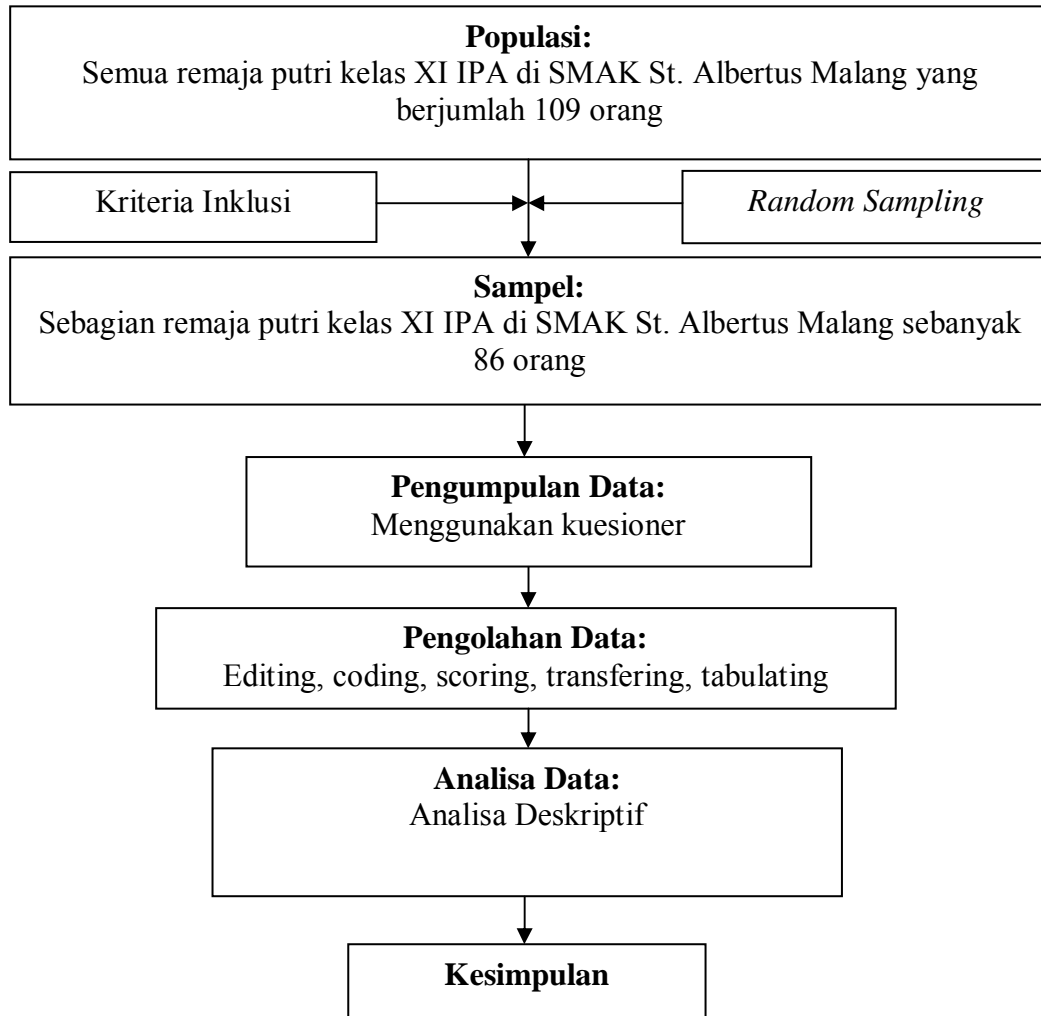 Populasi:
Semua remaja putri kelas XI IPA di SMAK St. Albertus Malang yang
berjumlah 109 orang
Kriteria Inklusi
Random Sampling
Sampel:
Sebagian remaja putri kelas XI IPA di SMAK St. Albertus Malang sebanyak
86 orang
Pengumpulan Data:
Menggunakan kuesioner
Pengolahan Data:
Editing, coding, scoring, transfering, tabulating
Analisa Data:
Analisa Deskriptif
Kesimpulan